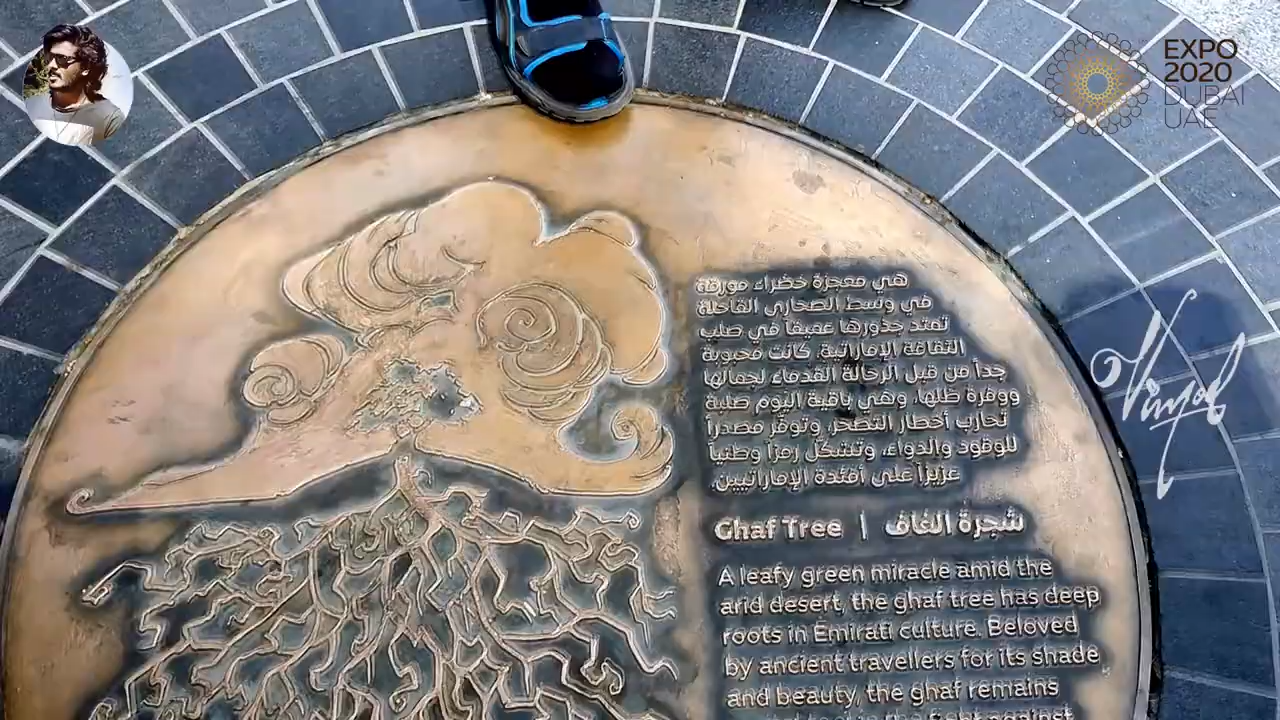 EXPO
2020
DUBAI
UAE
هي معجزة خضراء مورقة
في وسط الصحاري القاحلة
تمتد جذورها عميقاً في صلب
الثقافة الإماراتية. كانت محبوبة
جداً من قبل الرحالة القدماء لجمالها
ووفرة ظلها، وهي باقية اليوم صلبة
تحارب أخطار التصحر، وتوفر مصدراً
للوقود والدواء، وتشكّل رمزاً وطنياً
عزيزاً على أفئدة الإماراتيين.
Ghaf Tree | شجرة الغاف
A leafy green miracle amid the
arid desert, the ghaf tree has deep
roots in Emirati culture. Beloved
by ancient travellers for its shade
and beauty, the ghaf remains
against